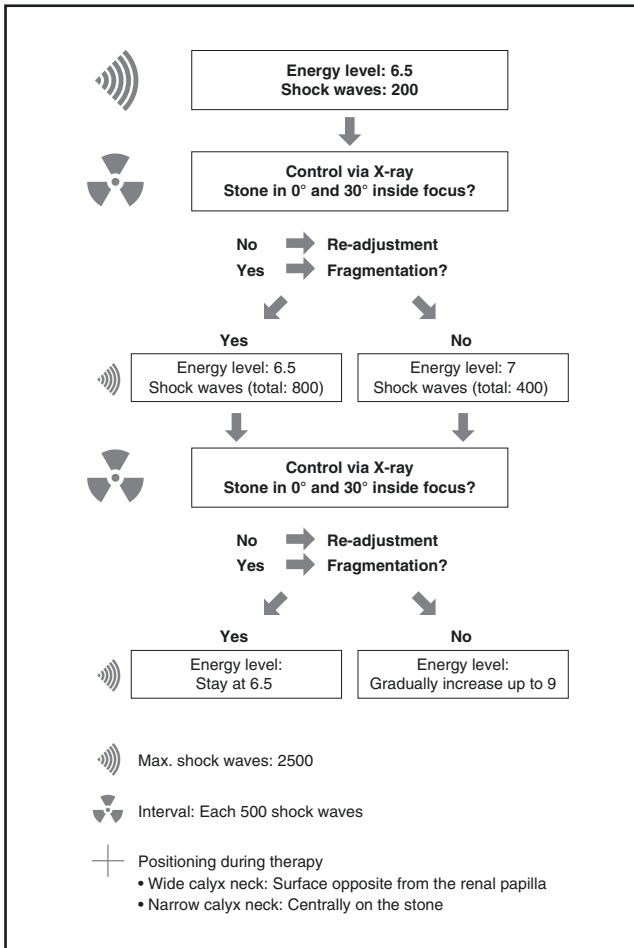 Energy level: 6.5
Shock waves: 200
Control via X-ray
Stone in 0° and 30° inside focus?
No Re-adjustment
Yes Fragmentation?
Yes
No
Energy level: 6.5
Shock waves (total: 800)
Energy level: 7
Shock waves (total: 400)
Control via X-ray
Stone in 0° and 30° inside focus?
No Re-adjustment
Yes Fragmentation?
Yes
No
Energy level:
Stay at 6.5
Energy level:
Gradually increase up to 9
Max. shock waves: 2500
Interval: Each 500 shock waves
Positioning during therapy
• Wide calyx neck: Surface opposite from the renal papilla
• Narrow calyx neck: Centrally on the stone